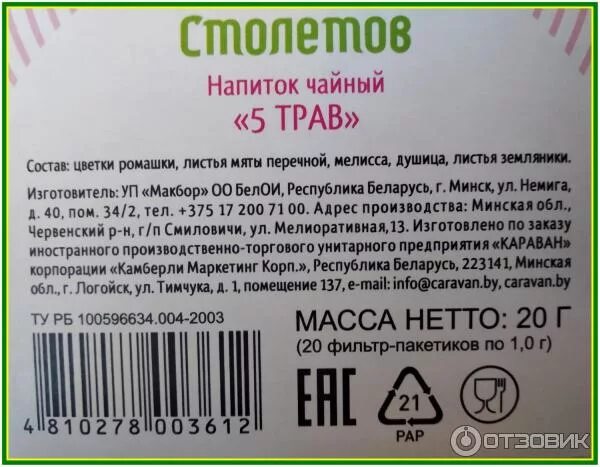 Столетов
Напиток чайный
«5 ТРАВ»
Состав: цветки ромашки, листья мяты перечной, мелисса, душица, листья земляники.
Изготовитель: УП «Макбор» ОО БелОИ, Республика Беларусь, г. Минск, ул. Немига,
д. 40, пом. 34/2, тел. +375 17 200 71 00. Адрес производства: Минская обл.,
Червенский р-н, г/п Смиловичи, ул. Мелиоративная,13. Изготовлено по заказу
иностранного производственно-торгового унитарного предприятия «КАРАВАН»
корпорации «Камберли Маркетинг Корп.», Республика Беларусь, 223141, Минская
обл., г. Логойск, ул. Тимчука, д. 1, помещение 137, e-mail: info@caravan.by, caravan.by
ТУ РБ 100596634.004-2003
МАССА НЕТТО: 20 Г
(20 фильтр-пакетиков по 1,0 г)
4 810278 003612
EAC
21
PAP
ОТЗОВИК